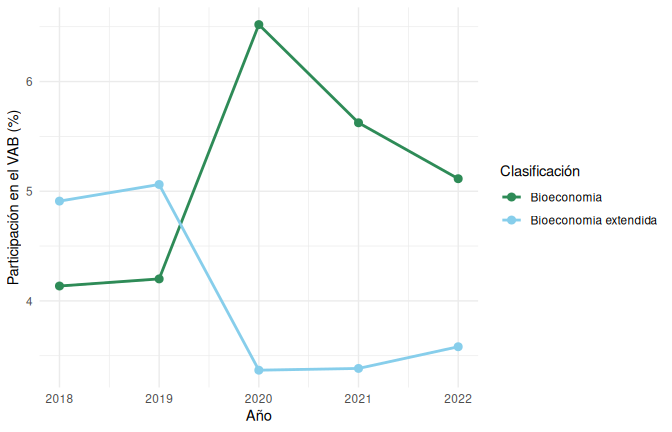 Participación en el VAB (%)
6
5
4
2018 2019 2020 2021 2022
Año
Clasificación
Bioeconomia
Bioeconomia extendida